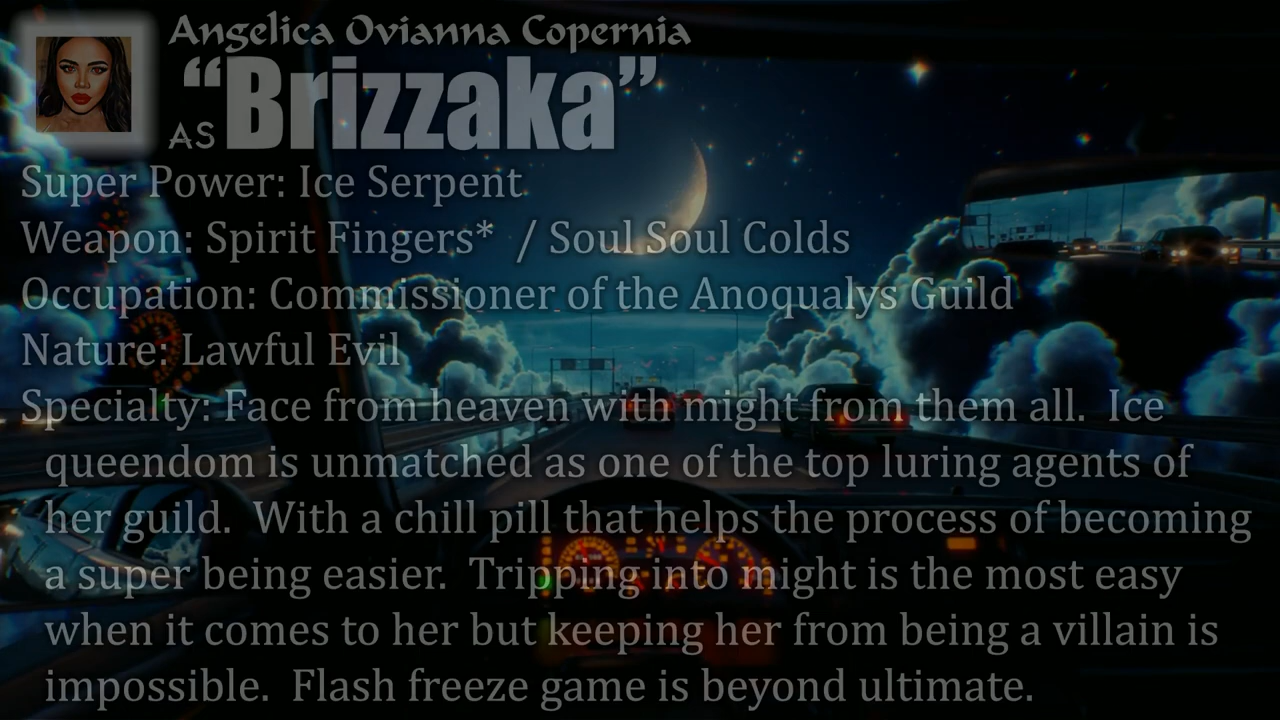 Angelica Ovianna Copernia
AS “Brizzaka”
Super Power: Ice Serpent
Weapon: Spirit Fingers* / Soul Soul Colds
Occupation: Commissioner of the Anoqualys Guild
Nature: Lawful Evil
Specialty: Face from heaven with might from them all. Ice
queendom is unmatched as one of the top luring agents of
her guild. With a chill pill that helps the process of becoming
a super being easier. Tripping into might is the most easy
when it comes to her but keeping her from being a villain is
impossible. Flash freeze game is beyond ultimate.